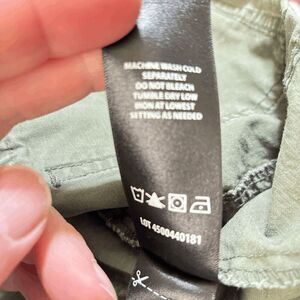 MACHINE WASH COLD
SEPARATELY
DO NOT BLEACH
TUMBLE DRY LOW
IRON AT LOWEST
SETTING AS NEEDED
LOT 4500440181